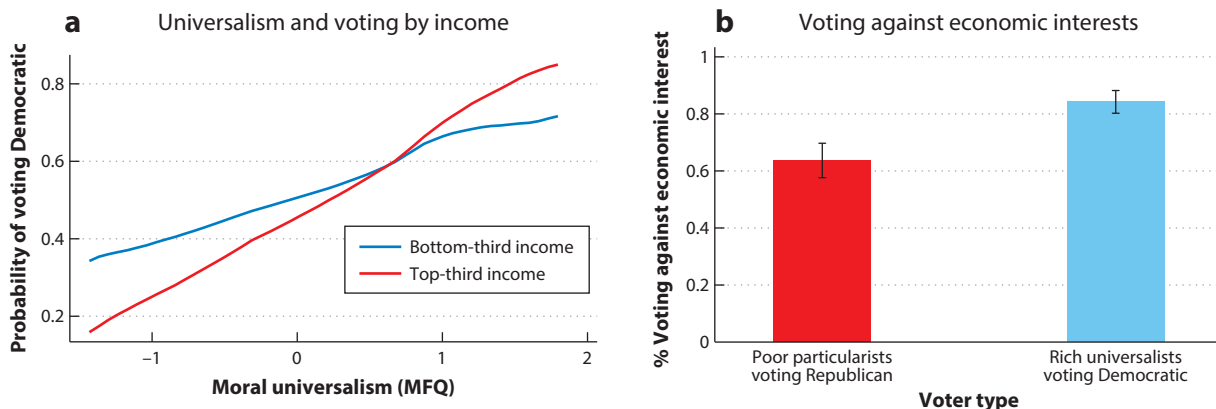 a Universalism and voting by income
Probability of voting Democratic
0.8
0.6
0.4
0.2
Bottom-third income
Top-third income
–1 0 1 2
Moral universalism (MFQ)
b Voting against economic interests
% Voting against economic interest
1
0.8
0.6
0.4
0.2
0
Poor particularists
voting Republican
Rich universalists
voting Democratic
Voter type